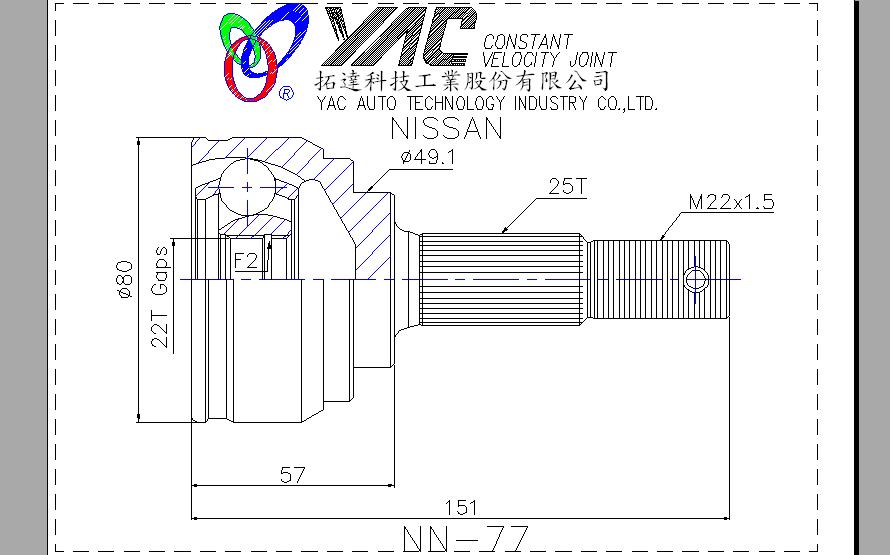 YAC
CONSTANT
VELOCITY JOINT
®
拓達科技工業股份有限公司
YAC AUTO TECHNOLOGY INDUSTRY CO.,LTD.
NISSAN
ø49.1
25T
M22x1.5
F2
ø80
22T Gaps
57
151
NN-77